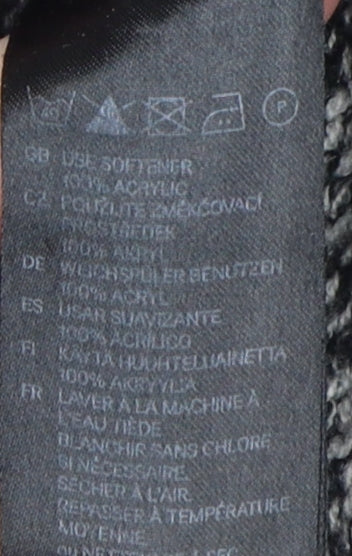 40
P
GB USE SOFTENER
100% ACRYLIC
CZ POUŽIJTE ZMĚKČOVACÍ
PROSTŘEDEK
100% AKRYL
DE WEICHSPÜLER BENUTZEN
100% ACRYL
ES USAR SUAVIZANTE
100% ACRÍLICO
FI KÄYTÄ HUUHTELUAINETTA
100% AKRYYLIA
FR LAVER À LA MACHINE À
L'EAU TIÈDE
BLANCHIR SANS CHLORE
SI NÉCESSAIRE.
SÉCHER À L'AIR.
REPASSER À TEMPÉRATURE
MOYENNE
OU